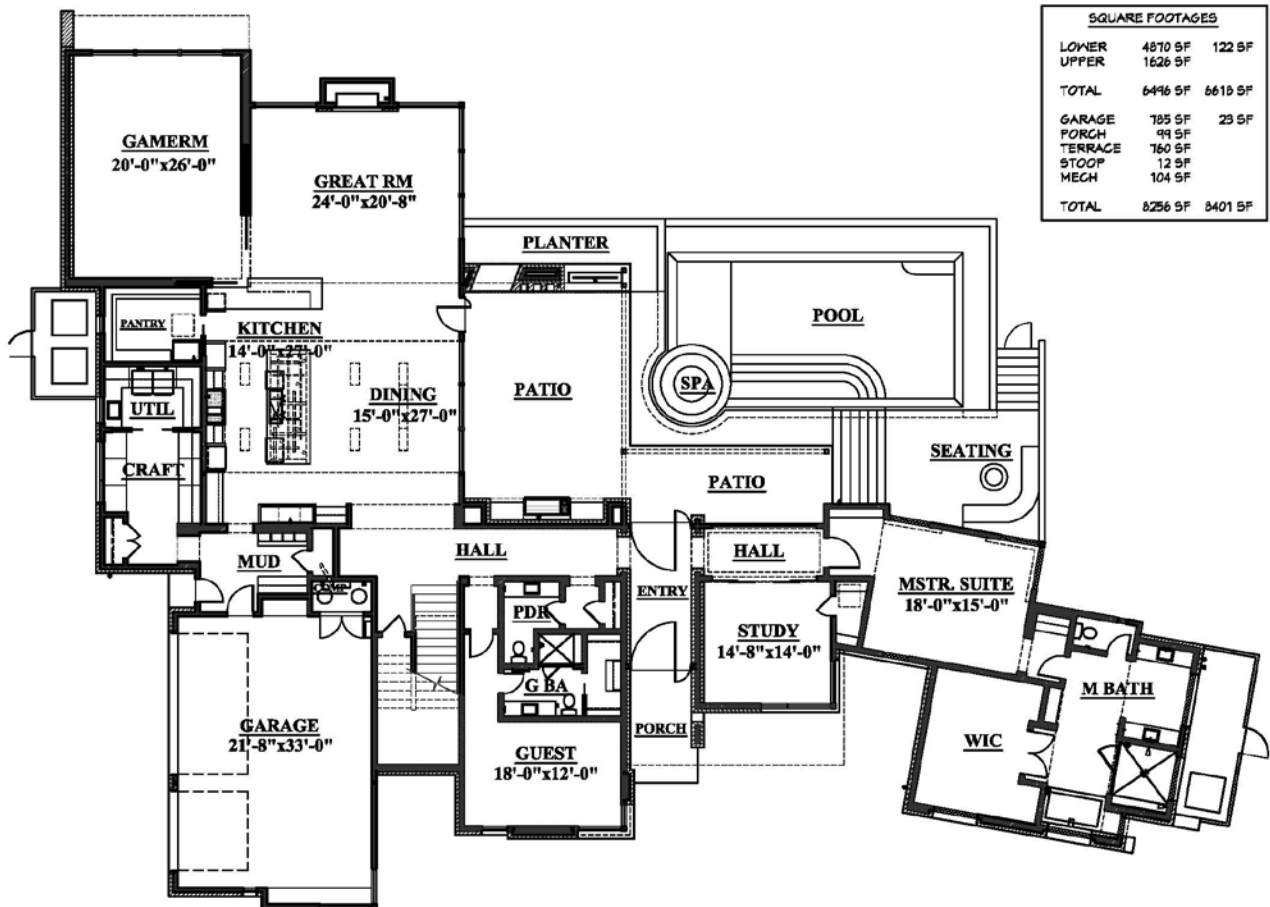 SQUARE FOOTAGES
LOWER 4870 SF 122 SF
UPPER 1626 SF
TOTAL 6496 SF 6618 SF
GARAGE 785 SF 23 SF
PORCH 99 SF
TERRACE 760 SF
STOOP 12 SF
MECH 104 SF
TOTAL 8256 SF 8401 SF
GAMERM
20'-0"x26'-0"
GREAT RM
24'-0"x20'-8"
PLANTER
POOL
PANTRY
KITCHEN
14'-0"x27'-0"
SPA
UTIL
DINING
15'-0"x27'-0"
PATIO
CRAFT
SEATING
PATIO
MUD
HALL
HALL
MSTR. SUITE
18'-0"x15'-0"
PDR
ENTRY
STUDY
14'-8"x14'-0"
G BA
M BATH
GARAGE
21'-8"x33'-0"
PORCH
WIC
GUEST
18'-0"x12'-0"